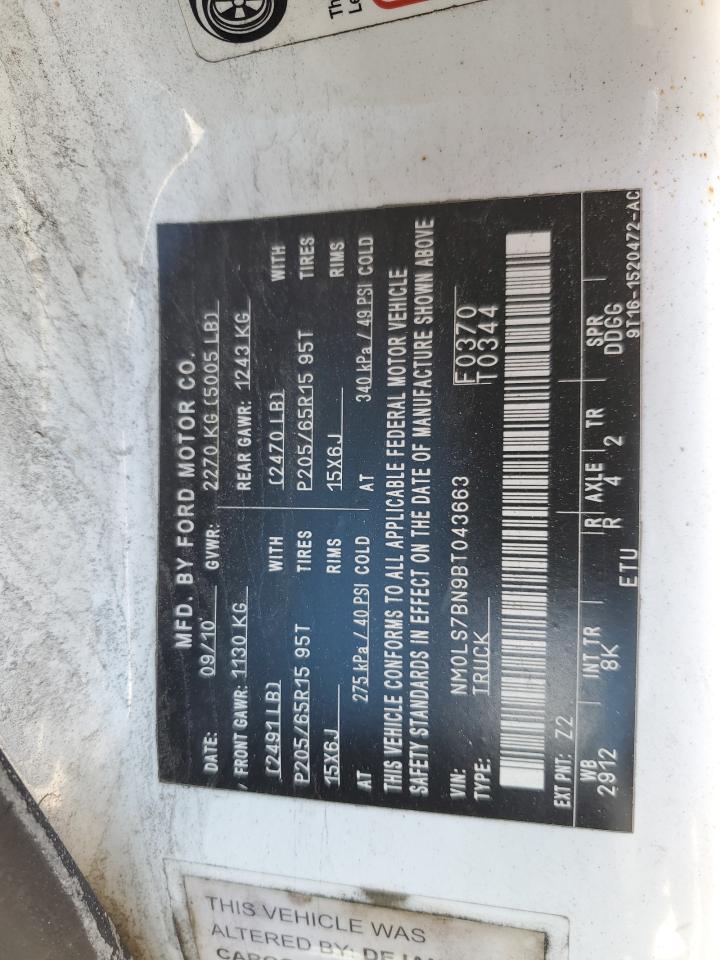 Th
Le
MFD. BY FORD MOTOR CO.
DATE: 09/10 GVWR: 2270 KG (5005 LB)
FRONT GAWR: 1130 KG REAR GAWR: 1243 KG
(2491LB) WITH (2470LB) WITH
P205/65R15 95T TIRES P205/65R15 95T TIRES
15X6J RIMS 15X6J RIMS
AT 275 kPa / 40 PSI COLD AT 340 kPa / 49 PSI COLD
THIS VEHICLE CONFORMS TO ALL APPLICABLE FEDERAL MOTOR VEHICLE
SAFETY STANDARDS IN EFFECT ON THE DATE OF MANUFACTURE SHOWN ABOVE
VIN: NM0LS7BN9BT043663 F0370
TYPE: TRUCK T0344
EXT PNT: Z2
WB INT TR R AXLE TR SPR
2912 8K R 4 2 DDGG
ETU 9T16-1520472-AC
THIS VEHICLE WAS
ALTERED BY: